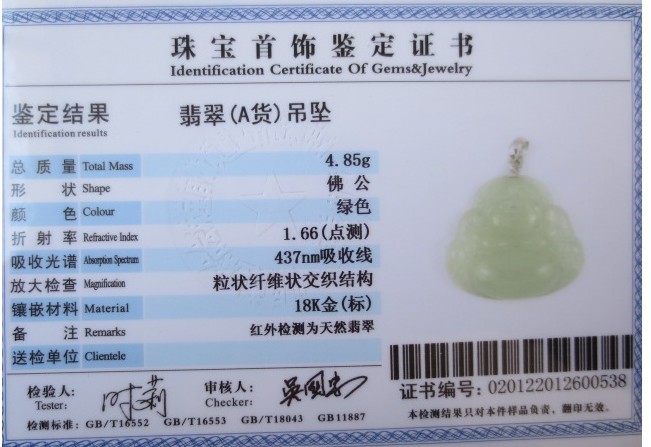 珠宝首饰鉴定证书
Identification Certificate Of Gems&Jewelry
鉴定结果 翡翠(A货)吊坠
Identification results
总质量 Total Mass 4.85g
形状 Shape 佛公
颜色 Colour 绿色
折射率 Refractive Index 1.66(点测)
吸收光谱 Absorption Spectrum 437nm吸收线
放大检查 Magnification 粒状纤维状交织结构
镶嵌材料 Material 18K金(标)
备注 Remarks 红外检测为天然翡翠
送检单位 Clientele
检验人: 审核人:
Tester: Checker:
检测标准: GB/T16552 GB/T16553 GB/T18043 GB11887
证书编号: 020122012600538
本检测结果只对本件样品负责, 翻印无效。